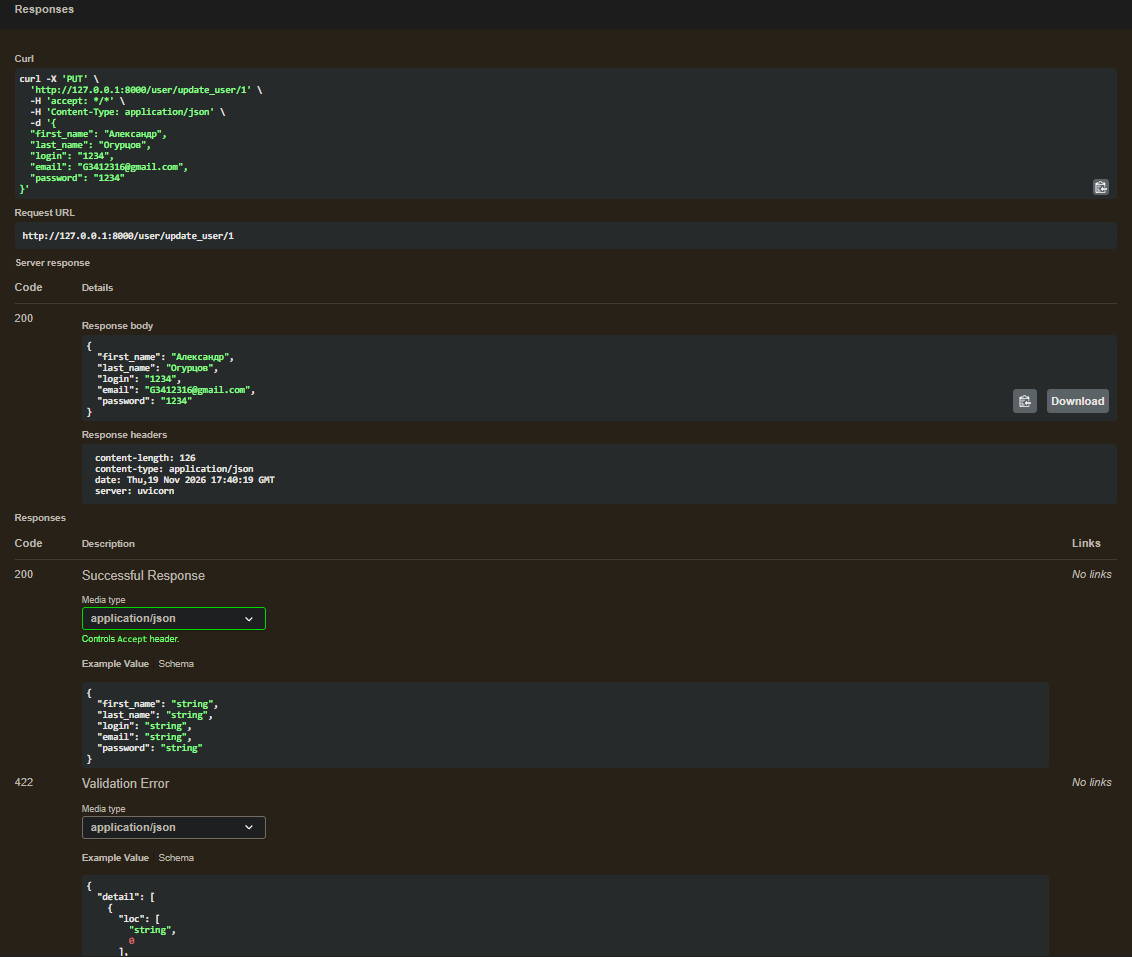 Responses
Curl
curl -X 'PUT' \
  'http://127.0.0.1:8000/user/update_user/1' \
  -H 'accept: */*' \
  -H 'Content-Type: application/json' \
  -d '{
  "first_name": "Александр",
  "last_name": "Огурцов",
  "login": "1234",
  "email": "G3412316@gmail.com",
  "password": "1234"
}'
Request URL
http://127.0.0.1:8000/user/update_user/1
Server response
Code Details
200
Response body
{
  "first_name": "Александр",
  "last_name": "Огурцов",
  "login": "1234",
  "email": "G3412316@gmail.com",
  "password": "1234"
}
Download
Response headers
content-length: 126
content-type: application/json
date: Thu,19 Nov 2026 17:40:19 GMT
server: uvicorn
Responses
Code Description Links
200 Successful Response No links
Media type
application/json
Controls Accept header.
Example Value Schema
{
  "first_name": "string",
  "last_name": "string",
  "login": "string",
  "email": "string",
  "password": "string"
}
422 Validation Error No links
Media type
application/json
Example Value Schema
{
  "detail": [
    {
      "loc": [
        "string",
        0
      ],